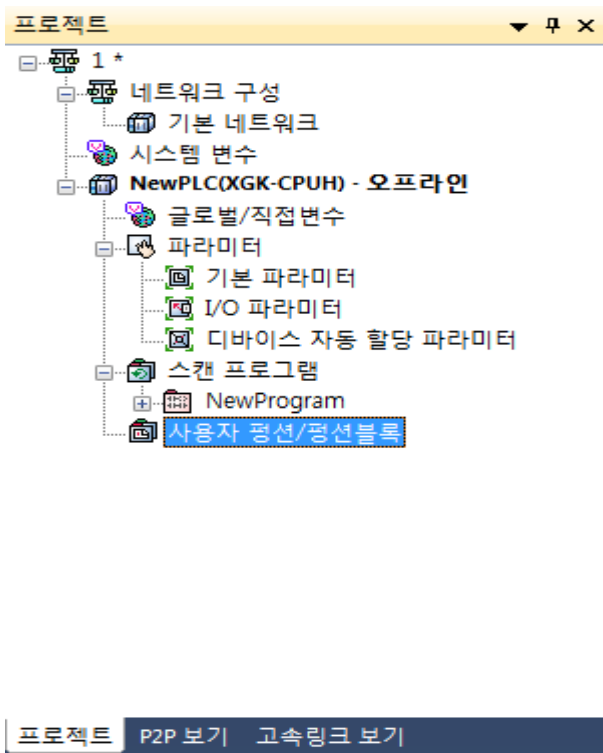 프로젝트
1 *
네트워크 구성
기본 네트워크
시스템 변수
NewPLC(XGK-CPUH) - 오프라인
글로벌/직접변수
파라미터
기본 파라미터
I/O 파라미터
디바이스 자동 할당 파라미터
스캔 프로그램
NewProgram
사용자 펑션/펑션블록
프로젝트 P2P 보기 고속링크 보기